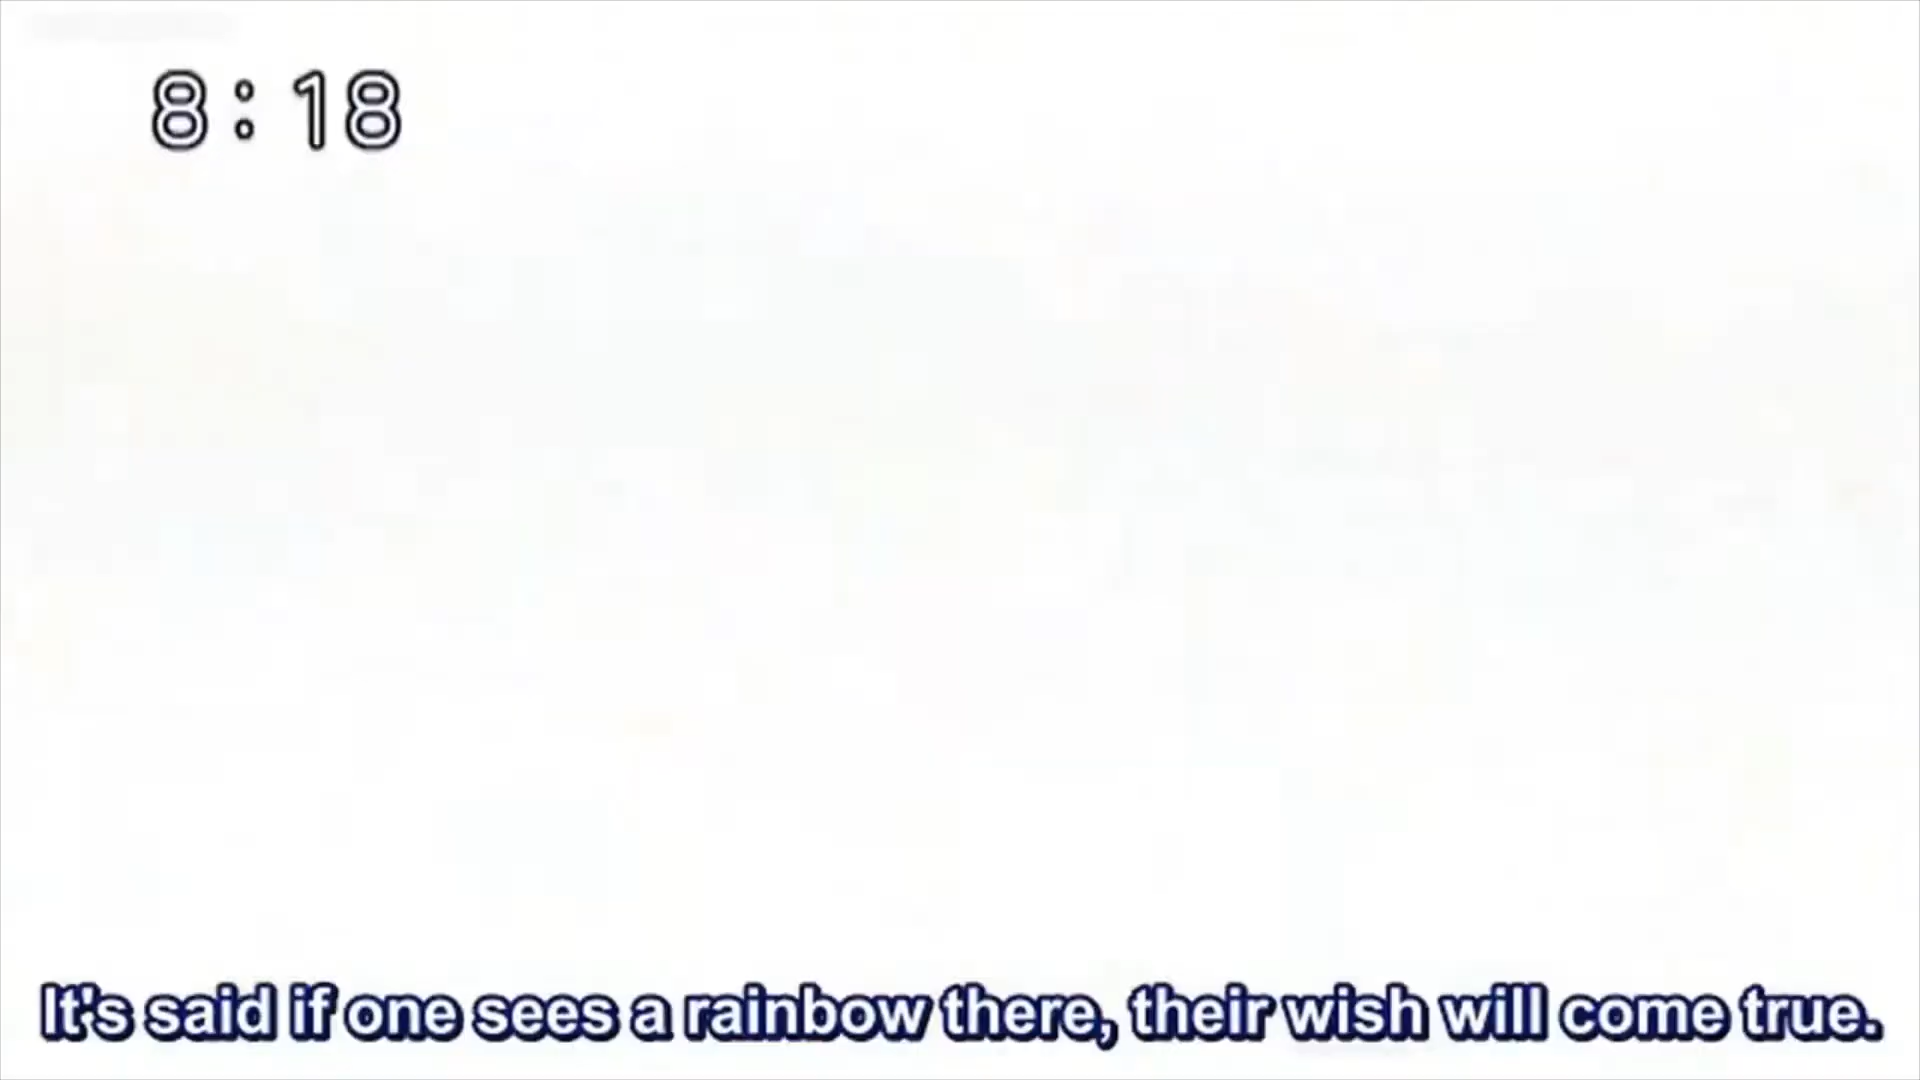 8:18
It's said if one sees a rainbow there, their wish will come true.